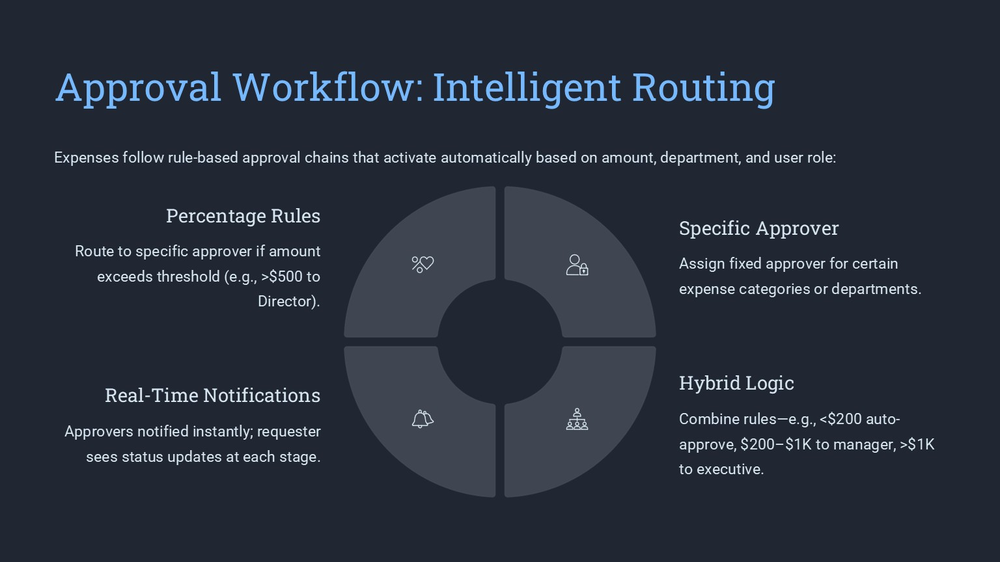 Approval Workflow: Intelligent Routing
Expenses follow rule-based approval chains that activate automatically based on amount, department, and user role:
Percentage Rules
Route to specific approver if amount
exceeds threshold (e.g., >$500 to
Director).
Specific Approver
Assign fixed approver for certain
expense categories or departments.
Real-Time Notifications
Approvers notified instantly; requester
sees status updates at each stage.
Hybrid Logic
Combine rules—e.g., <$200 auto-
approve, $200–$1K to manager, >$1K
to executive.